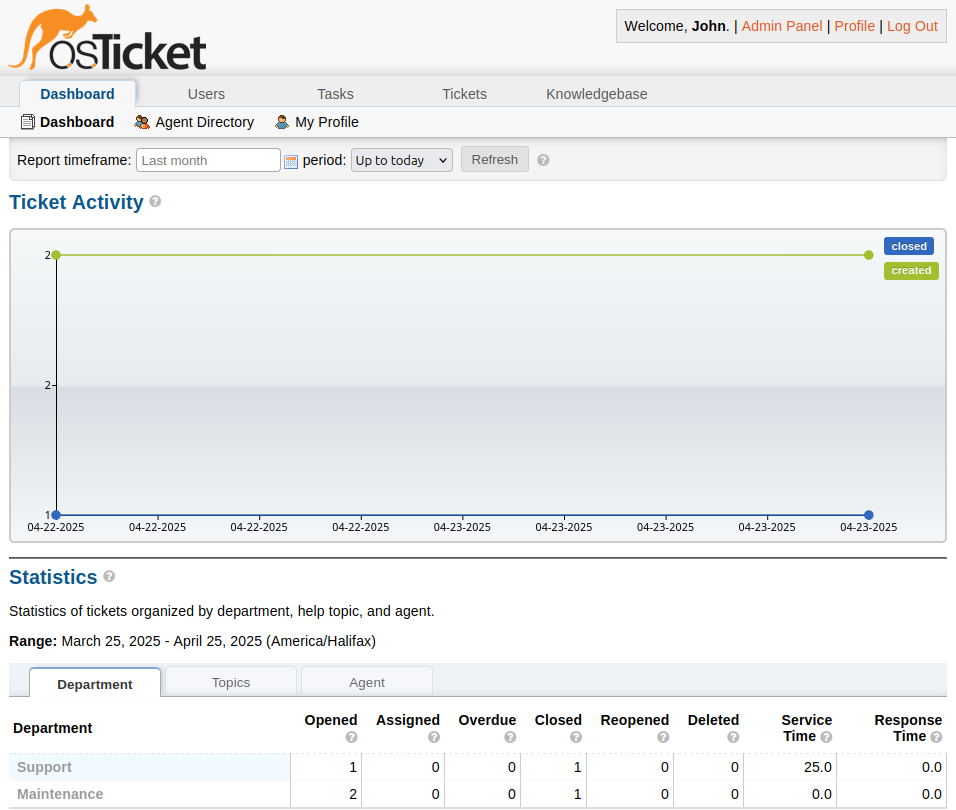 osTicket
Welcome, John. | Admin Panel | Profile | Log Out
Dashboard Users Tasks Tickets Knowledgebase
Dashboard Agent Directory My Profile
Report timeframe: Last month period: Up to today Refresh ?
Ticket Activity ?
2
closed
created
2
1
04-22-2025 04-22-2025 04-22-2025 04-22-2025 04-23-2025 04-23-2025 04-23-2025 04-23-2025 04-23-2025
Statistics ?
Statistics of tickets organized by department, help topic, and agent.
Range: March 25, 2025 - April 25, 2025 (America/Halifax)
Department Topics Agent
Department Opened ? Assigned ? Overdue ? Closed ? Reopened ? Deleted ? Service Time ? Response Time ?
Support 1 0 0 1 0 0 25.0 0.0
Maintenance 2 0 0 1 0 0 0.0 0.0